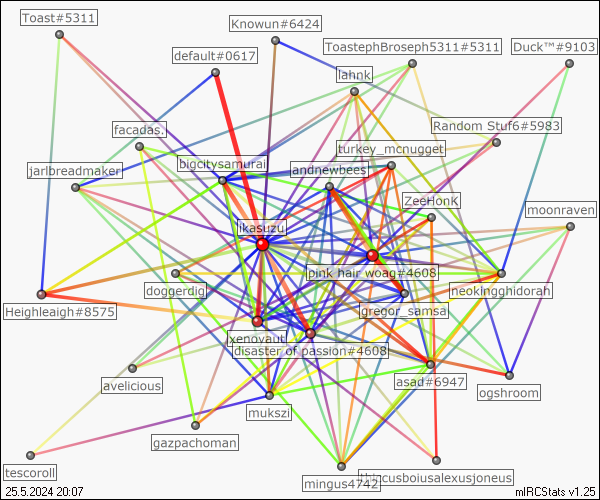 Toast#5311
Knowun#6424
default#0617
ToastephBroseph5311#5311
Duck™#9103
lahnk
facadas.
Random Stuf6#5983
turkey_mcnugget
bigcitysamurai
andnewbees
jarlbreadmaker
ZeeHonK
moonraven
ikasuzu
doggerdig
pink hair woag#4608
neokingghidorah
Heighleaigh#8575
gregor_samsa
xenovaut
disaster of passion#4608
avelicious
asad#6947
ogshroom
mukszi
gazpachoman
tescoroll
mingus4742
25.5.2024 20:07
mIRCStats v1.25